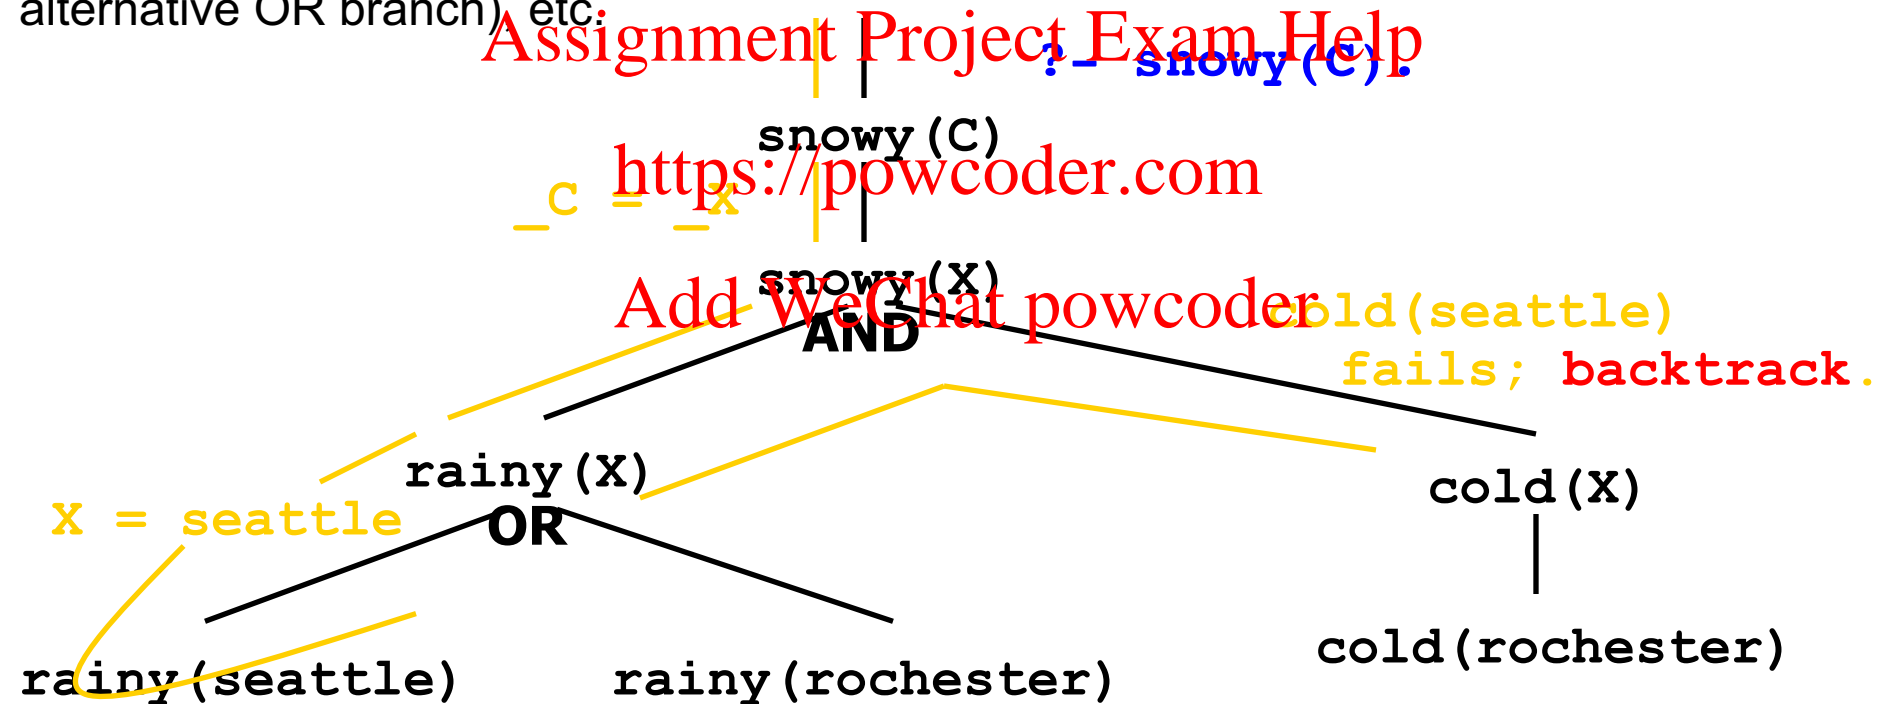 alternative OR branch), etc.
Assignment Project Exam Help
?- snowy(C).
snowy(C)
https://powcoder.com
_C = _X
snowy(X)
Add WeChat powcoder
AND
cold(seattle)
fails; backtrack.
rainy(X)
cold(X)
X = seattle
OR
cold(rochester)
rainy(seattle)
rainy(rochester)